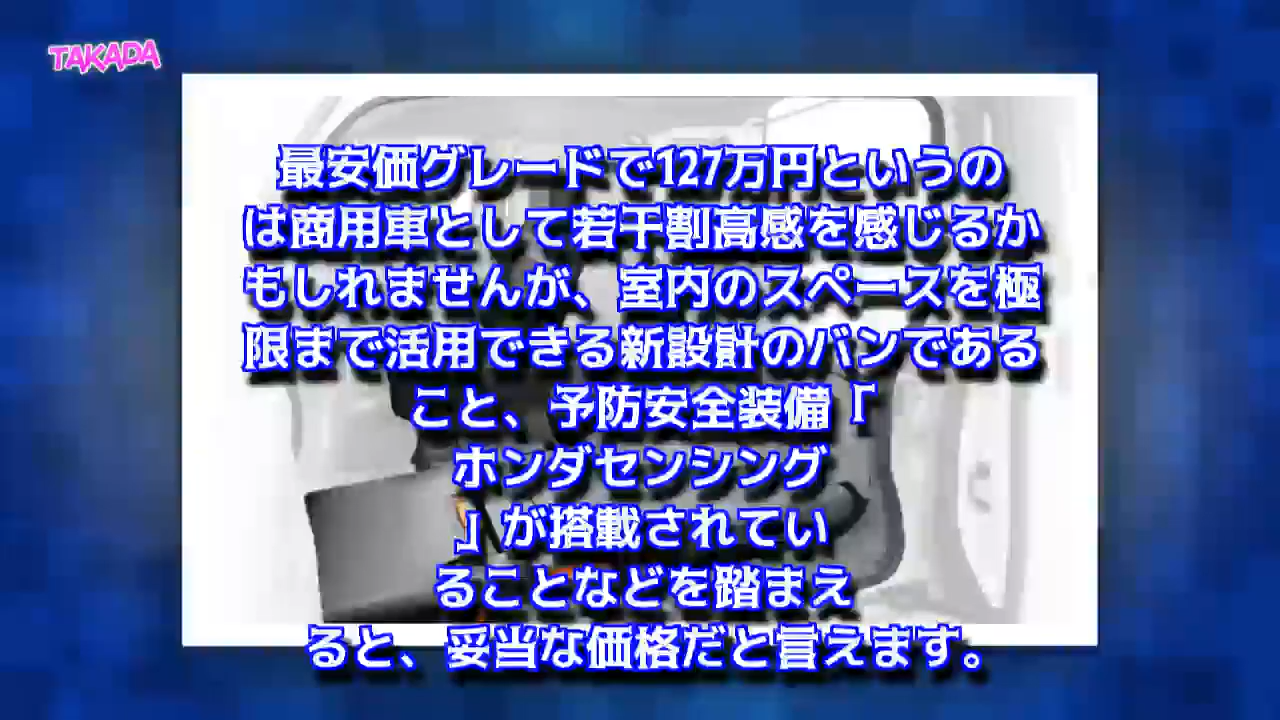 TAKADA
最安価グレードで127万円というの
は商用車として若干割高感を感じるか
もしれませんが、室内のスペースを極
限まで活用できる新設計のバンである
こと、予防安全装備「
ホンダセンシング
」が搭載されてい
ることなどを踏まえ
ると、妥当な価格だと言えます。